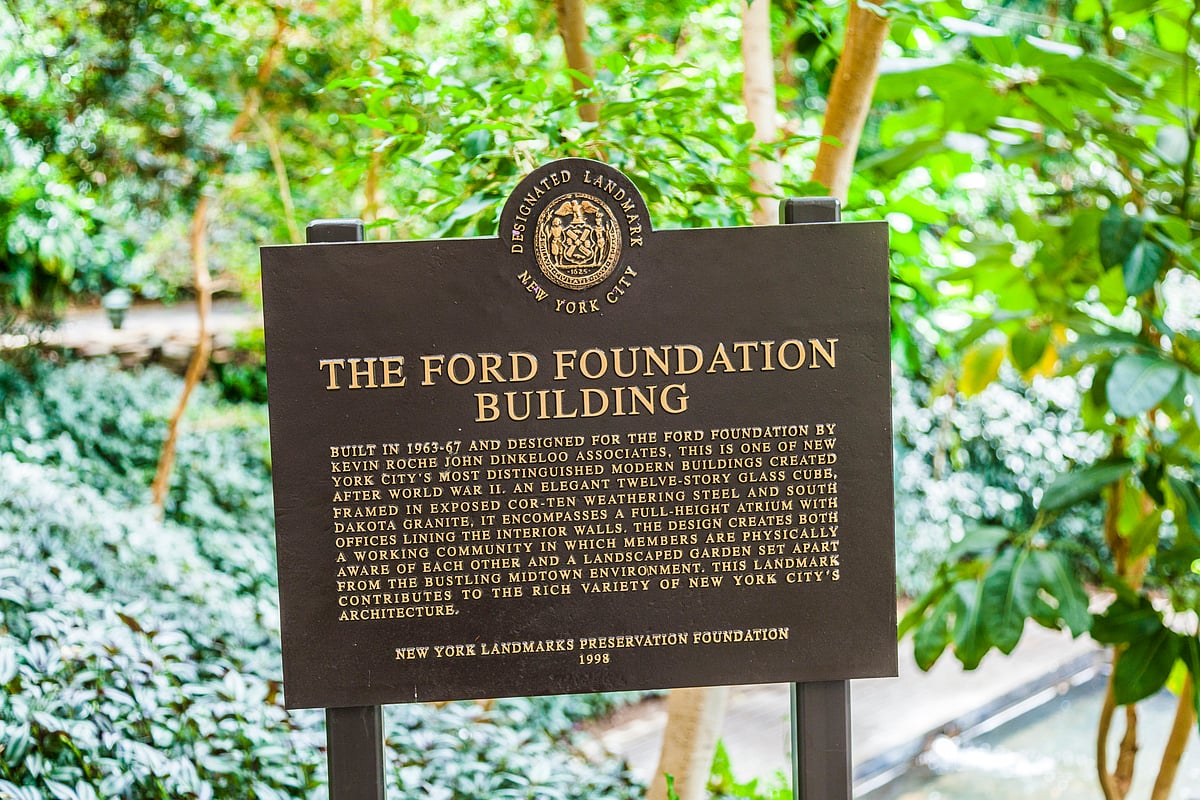 DESIGNATED LANDMARK
NEW YORK CITY
·1625·
THE FORD FOUNDATION
BUILDING
BUILT IN 1963-67 AND DESIGNED FOR THE FORD FOUNDATION BY
KEVIN ROCHE JOHN DINKELOO ASSOCIATES, THIS IS ONE OF NEW
YORK CITY'S MOST DISTINGUISHED MODERN BUILDINGS CREATED
AFTER WORLD WAR II. AN ELEGANT TWELVE-STORY GLASS CUBE,
FRAMED IN EXPOSED COR-TEN WEATHERING STEEL AND SOUTH
DAKOTA GRANITE, IT ENCOMPASSES A FULL-HEIGHT ATRIUM WITH
OFFICES LINING THE INTERIOR WALLS. THE DESIGN CREATES BOTH
A WORKING COMMUNITY IN WHICH MEMBERS ARE PHYSICALLY
AWARE OF EACH OTHER AND A LANDSCAPED GARDEN SET APART
FROM THE BUSTLING MIDTOWN ENVIRONMENT. THIS LANDMARK
CONTRIBUTES TO THE RICH VARIETY OF NEW YORK CITY'S
ARCHITECTURE.
NEW YORK LANDMARKS PRESERVATION FOUNDATION
1998